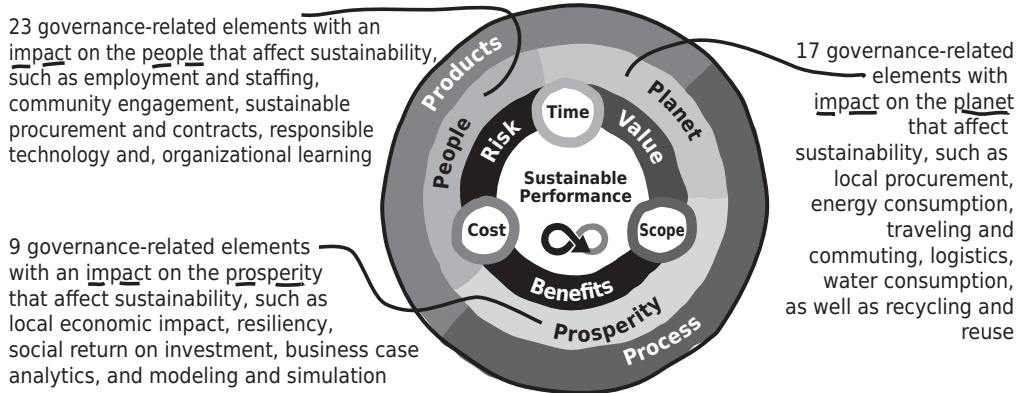 23 governance-related elements with an
impact on the people that affect sustainability,
such as employment and staffing,
community engagement, sustainable
procurement and contracts, responsible
technology and, organizational learning
9 governance-related elements
with an impact on the prosperity
that affect sustainability, such as
local economic impact, resiliency,
social return on investment, business case
analytics, and modeling and simulation
Products
People
Planet
Risk
Time
Value
Sustainable
Performance
Cost
Scope
Benefits
Prosperity
Process
17 governance-related
elements with
impact on the planet
that affect
sustainability, such as
local procurement,
energy consumption,
traveling and
commuting, logistics,
water consumption,
as well as recycling and
reuse